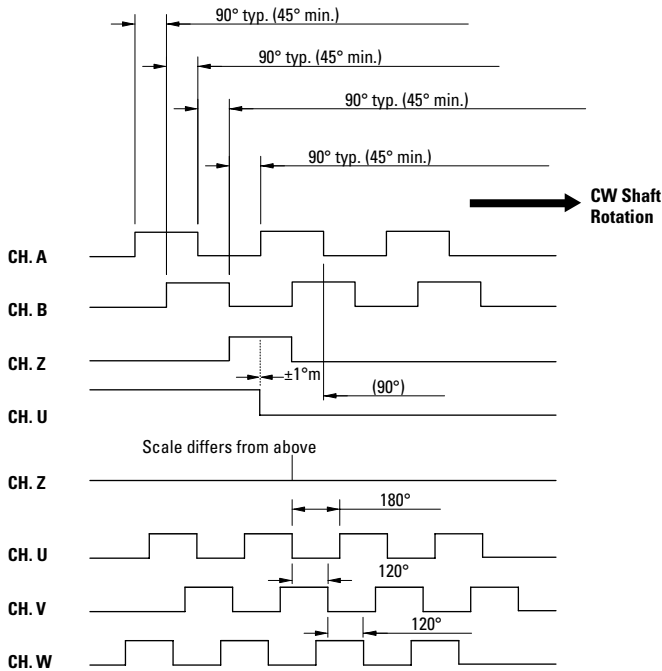 90° typ. (45° min.)
90° typ. (45° min.)
90° typ. (45° min.)
90° typ. (45° min.)
CW Shaft
Rotation
CH. A
CH. B
CH. Z
±1°m
(90°)
CH. U
Scale differs from above
CH. Z
180°
CH. U
120°
CH. V
120°
CH. W